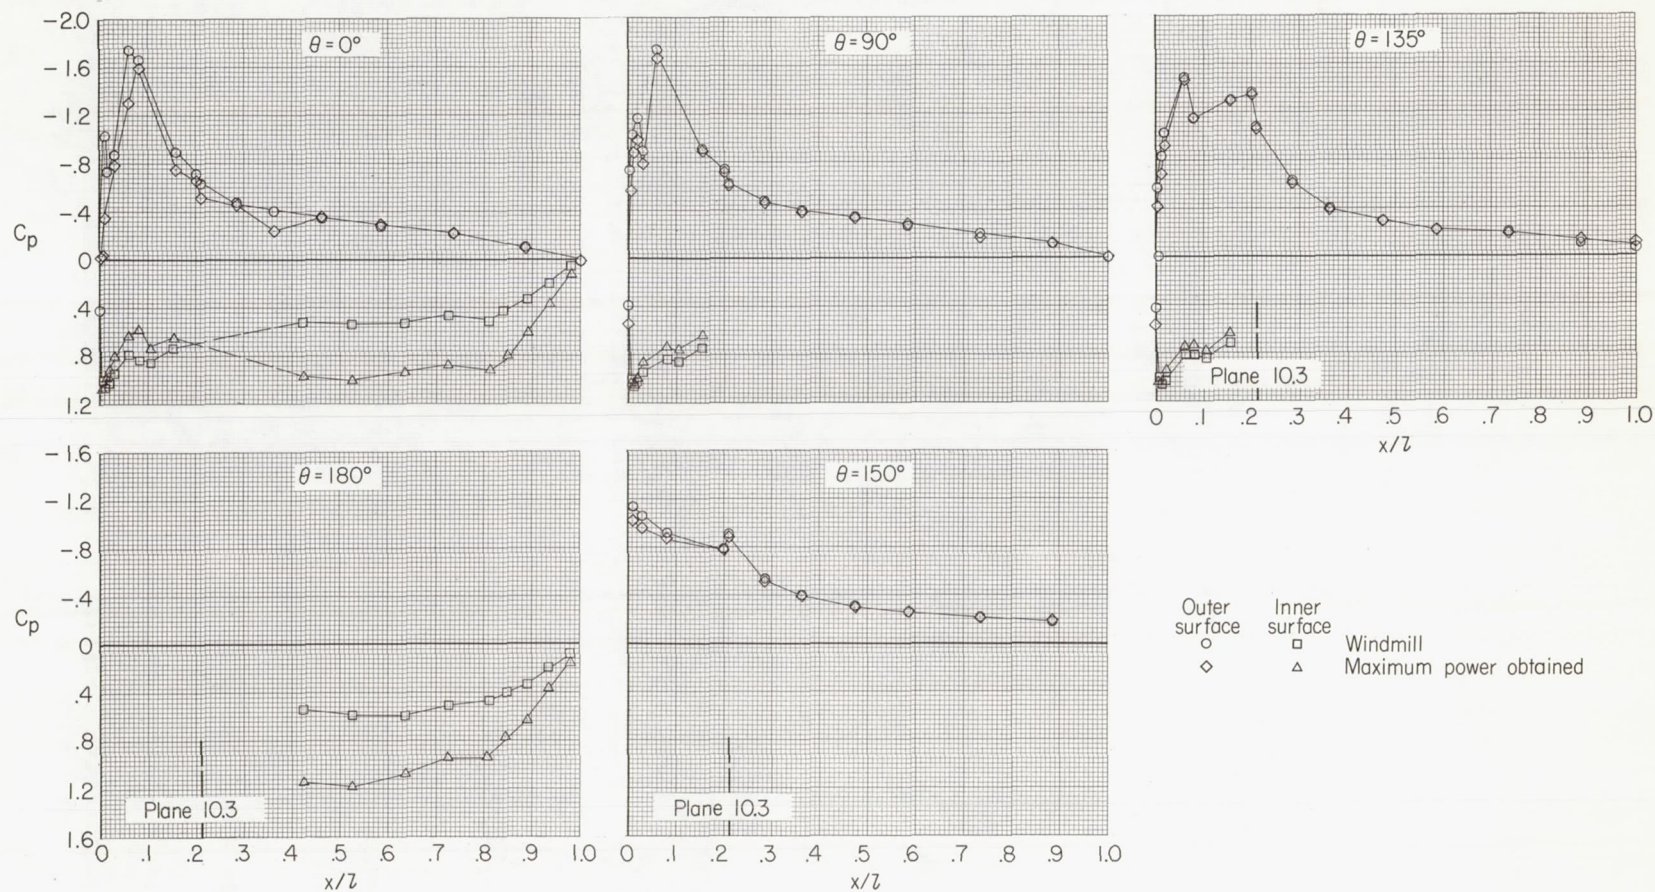 θ = 0°
θ = 90°
θ = 135°
-2.0
-1.6
-1.2
-.8
-.4
0
.4
.8
1.2
Cp
Plane 10.3
0 .1 .2 .3 .4 .5 .6 .7 .8 .9 1.0
x/l
θ = 180°
θ = 150°
-1.6
-1.2
-.8
-.4
0
.4
.8
1.2
1.6
Cp
Plane 10.3
Plane 10.3
0 .1 .2 .3 .4 .5 .6 .7 .8 .9 1.0
x/l
0 .1 .2 .3 .4 .5 .6 .7 .8 .9 1.0
x/l
Outer surface
Inner surface
Windmill
Maximum power obtained